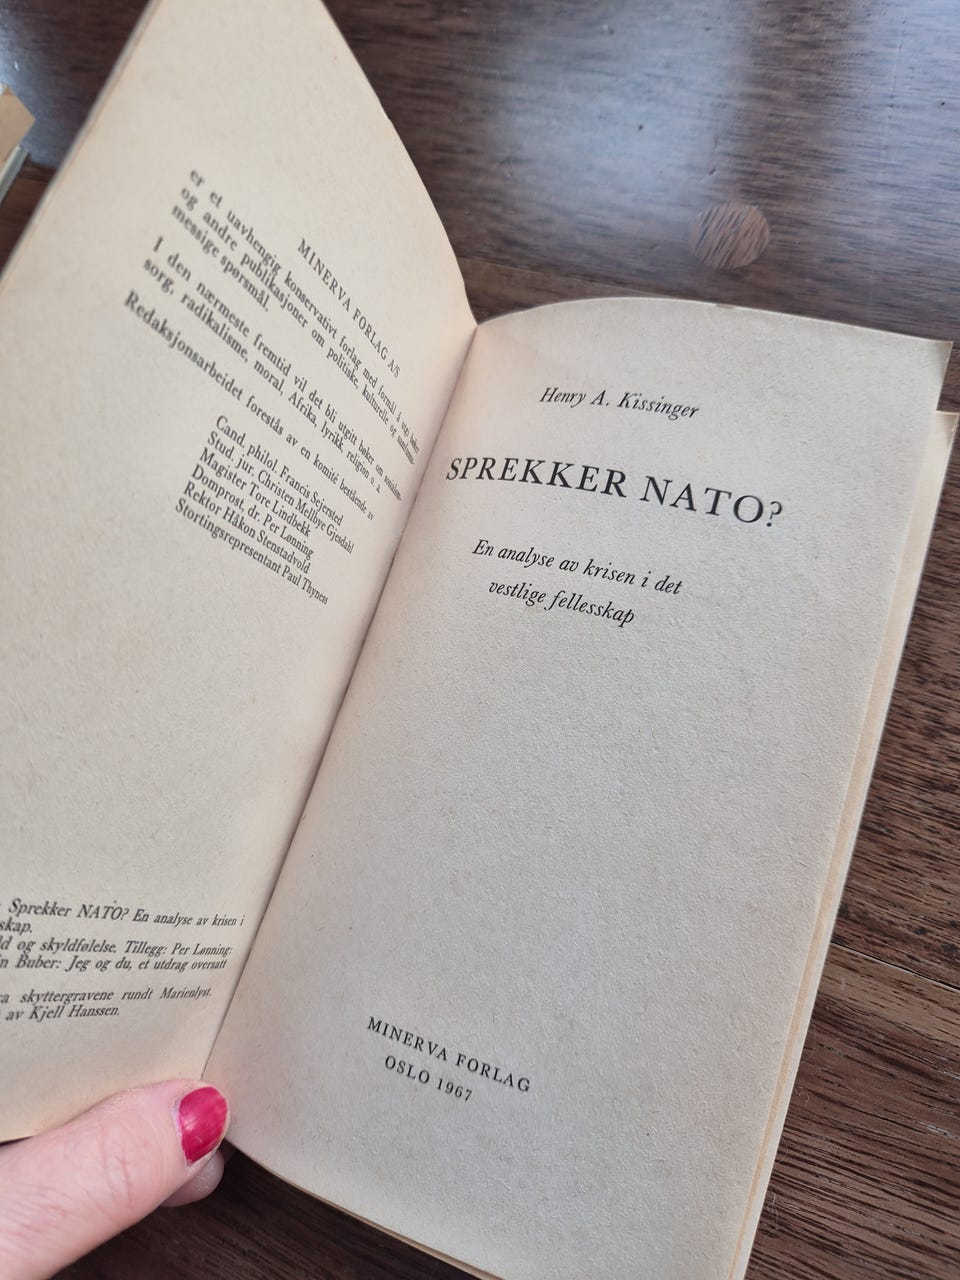 MINERVA FORLAG A/S
er et uavhengig konservativt forlag med formål å utgi bøker
og andre publikasjoner om politiske, kulturelle og samfunns-
messige spørsmål.
I den nærmeste fremtid vil det bli utgitt bøker om sosialom-
sorg, radikalisme, moral, Afrika, lyrikk, religion o. a.
Redaksjonsarbeidet forestås av en komité bestående av
Cand. philol. Francis Sejersted
Stud. jur. Christen Mellbye Gjesdahl
Magister Tore Lindbekk
Domprost, dr. Per Lønning
Rektor Håkon Stenstadvold
Stortingsrepresentant Paul Thyness
Sprekker NATO? En analyse av krisen i
skap.
ld og skyldfølelse. Tillegg: Per Lønning:
in Buber: Jeg og du, et utdrag oversatt
ra skyttergravene rundt Marienlyst.
av Kjell Hanssen.
Henry A. Kissinger
SPREKKER NATO?
En analyse av krisen i det
vestlige fellesskap
MINERVA FORLAG
OSLO 1967